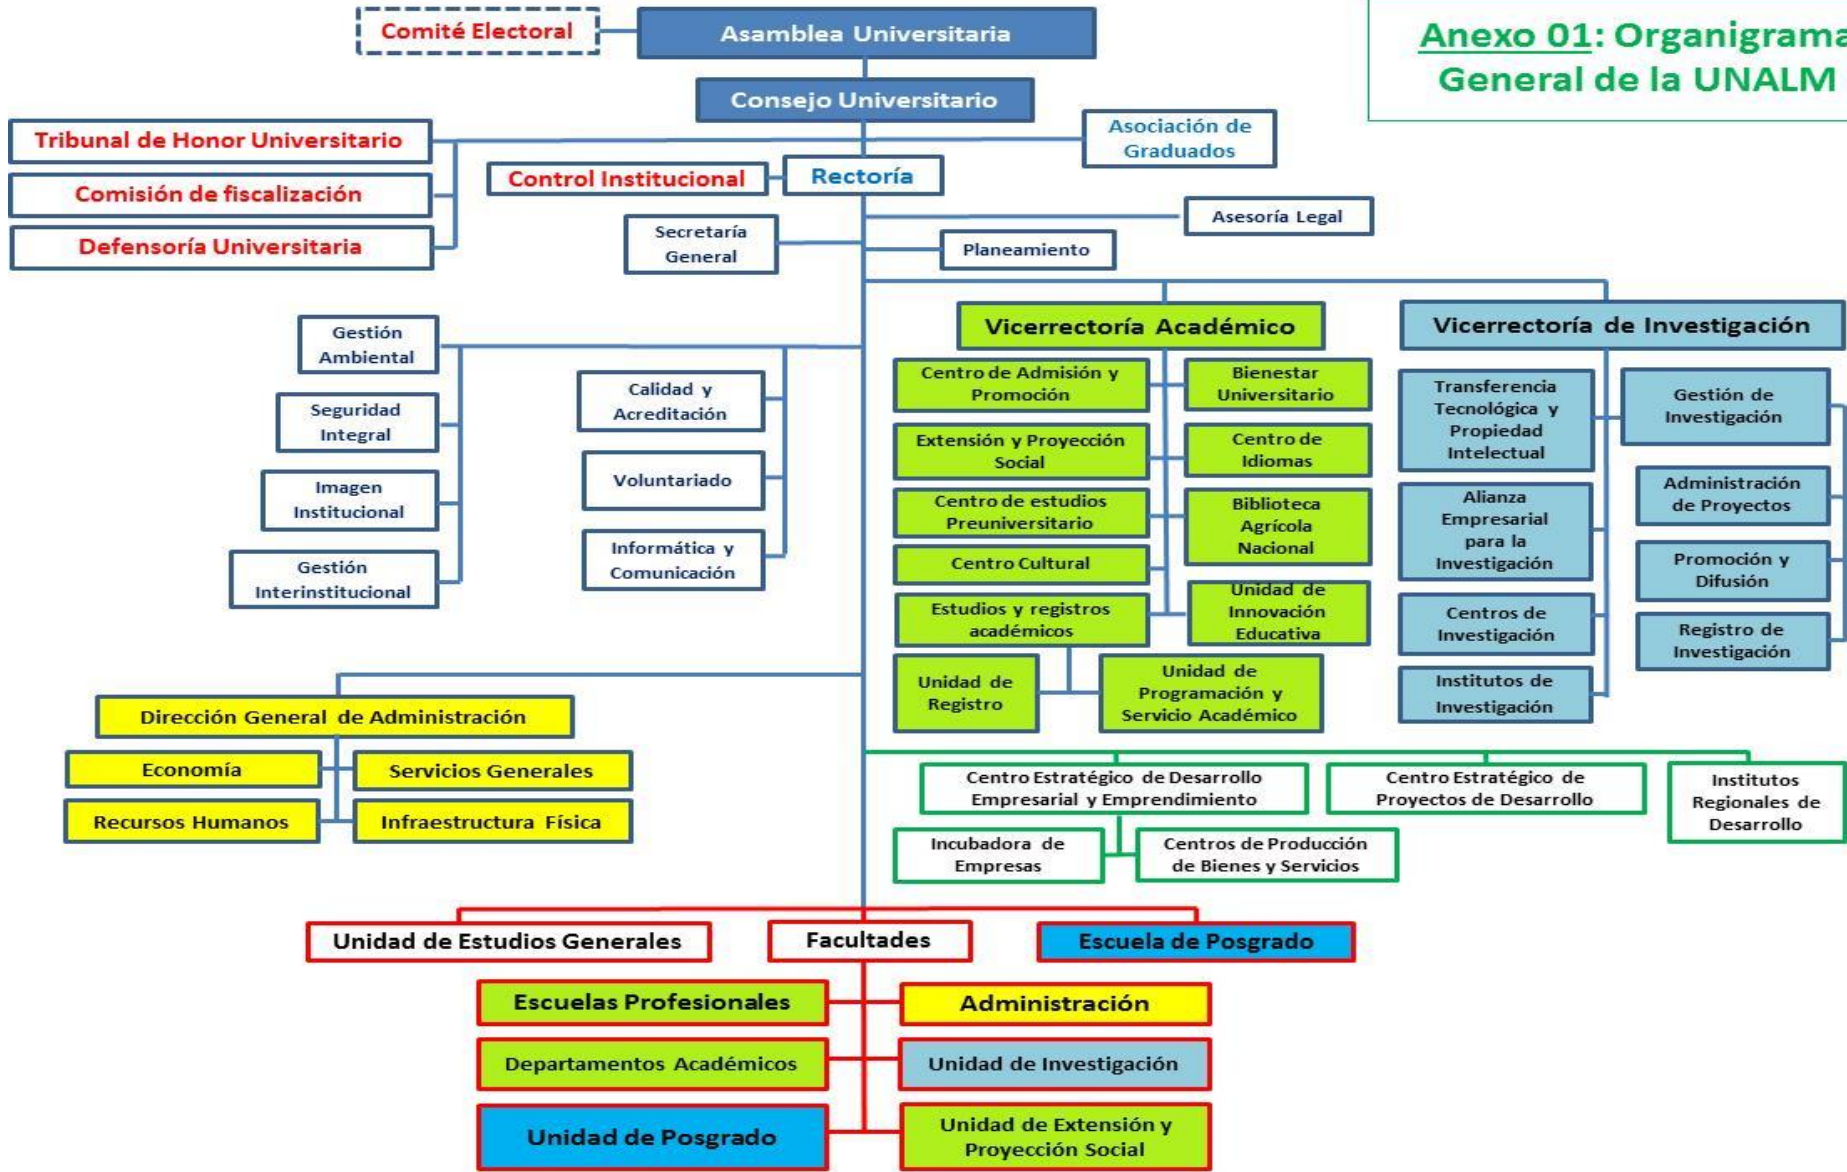 Comité Electoral
Asamblea Universitaria
Anexo 01: Organigrama
General de la UNALM
Consejo Universitario
Tribunal de Honor Universitario
Asociación de
Graduados
Comisión de fiscalización
Control Institucional
Rectoría
Defensoría Universitaria
Secretaría
General
Asesoría Legal
Planeamiento
Gestión
Ambiental
Seguridad
Integral
Imagen
Institucional
Gestión
Interinstitucional
Calidad y
Acreditación
Voluntariado
Informática y
Comunicación
Vicerrectoría Académico
Centro de Admisión y
Promoción
Bienestar
Universitario
Extensión y Proyección
Social
Centro de
Idiomas
Centro de estudios
Preuniversitario
Biblioteca
Agrícola
Nacional
Centro Cultural
Estudios y registros
académicos
Unidad de
Innovación
Educativa
Unidad de
Registro
Unidad de
Programación y
Servicio Académico
Vicerrectoría de Investigación
Transferencia
Tecnológica y
Propiedad
Intelectual
Gestión de
Investigación
Alianza
Empresarial
para la
Investigación
Administración
de Proyectos
Promoción y
Difusión
Centros de
Investigación
Registro de
Investigación
Institutos de
Investigación
Dirección General de Administración
Economía
Servicios Generales
Recursos Humanos
Infraestructura Física
Centro Estratégico de Desarrollo
Empresarial y Emprendimiento
Centro Estratégico de
Proyectos de Desarrollo
Institutos
Regionales de
Desarrollo
Incubadora de
Empresas
Centros de Producción
de Bienes y Servicios
Unidad de Estudios Generales
Facultades
Escuela de Posgrado
Escuelas Profesionales
Administración
Departamentos Académicos
Unidad de Investigación
Unidad de Posgrado
Unidad de Extensión y
Proyección Social